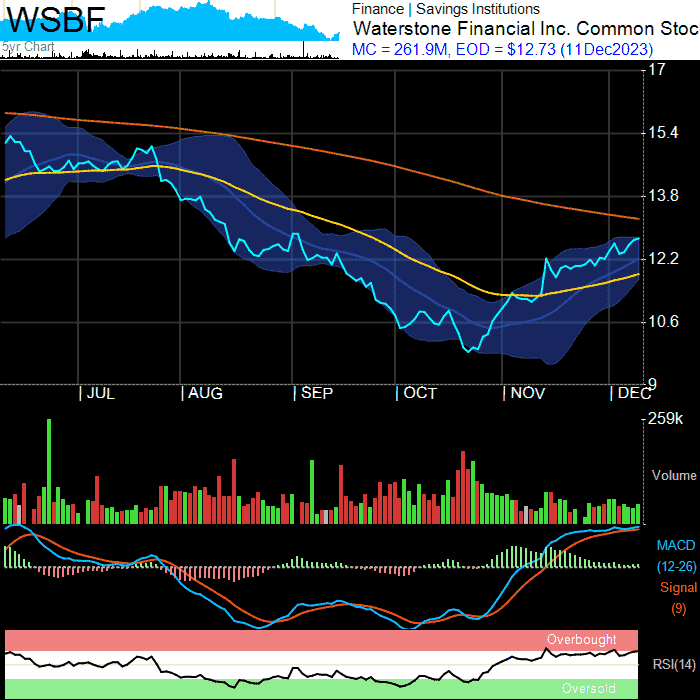 WSBF
5yr Chart
Finance | Savings Institutions
Waterstone Financial Inc. Common Stoc
MC = 261.9M, EOD = $12.73 (11Dec2023)
17
15.4
13.8
12.2
10.6
9
| JUL | AUG | SEP | OCT | NOV | DEC
259k
Volume
MACD
(12-26)
Signal
(9)
Overbought
RSI(14)
Oversold